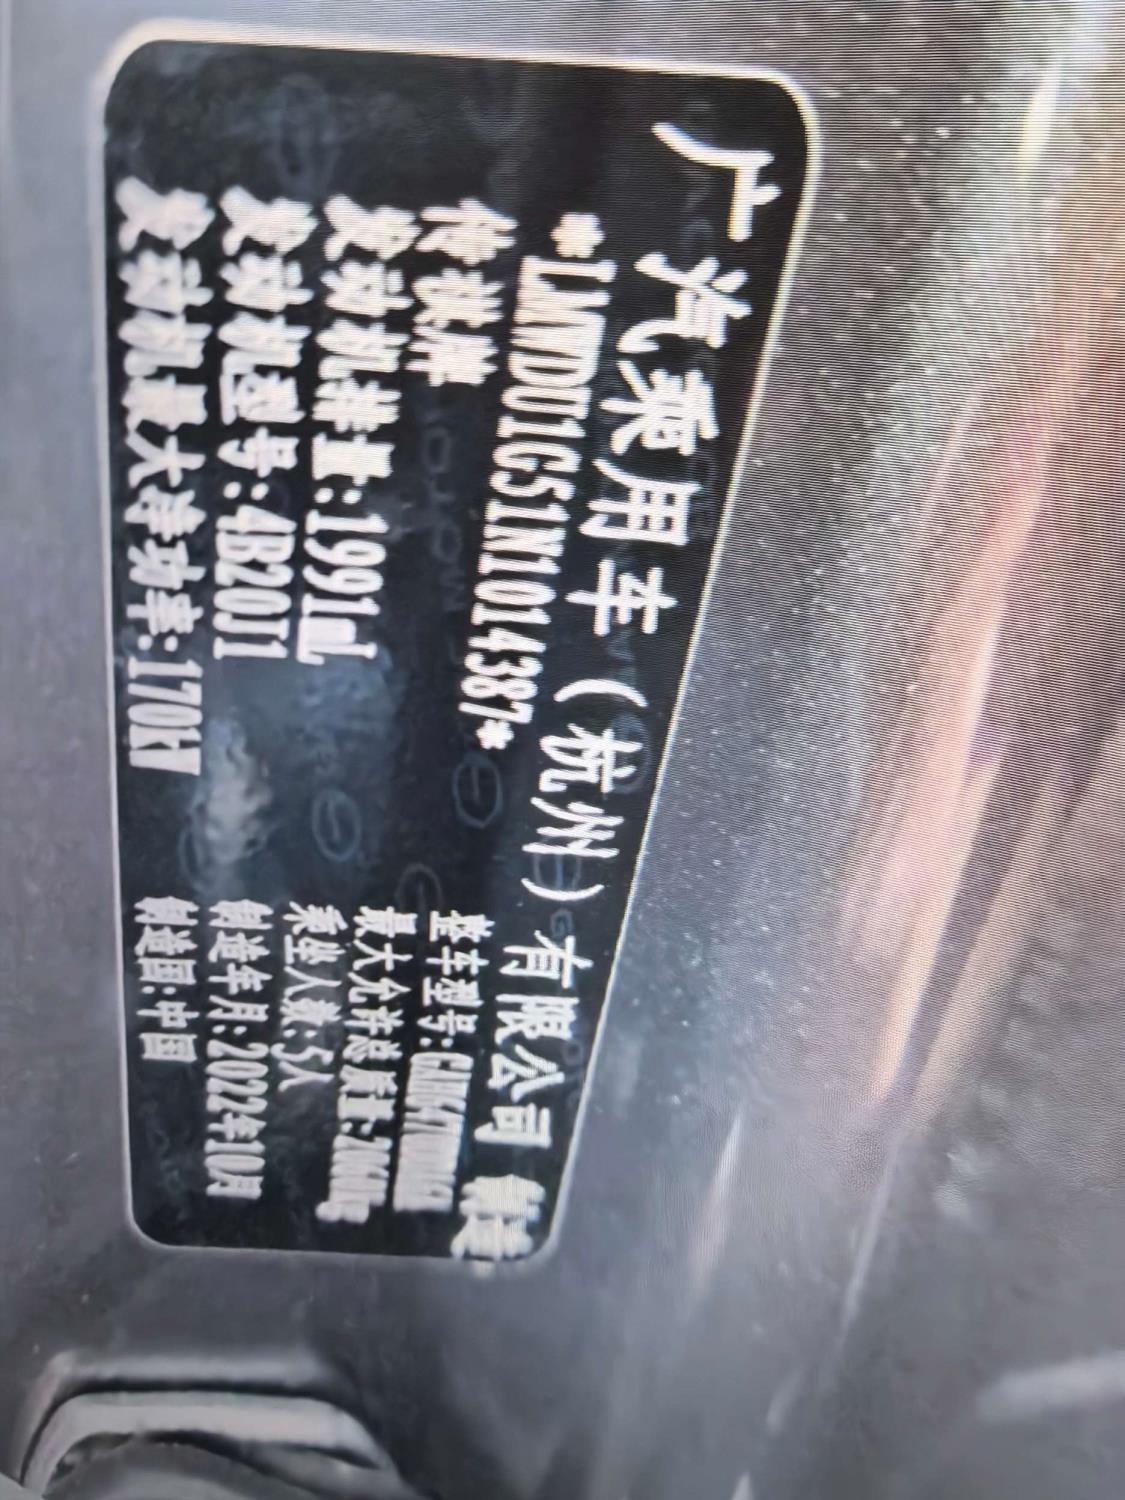 广汽乘用车（杭州）有限公司 制造
*LMWDU1G51N1014387*
传祺牌
发动机排量:1991mL
发动机型号:4B20J1
发动机最大净功率:170kW
整车型号:
最大允许总质量:
乘坐人数:5人
制造年月:2022年10月
制造国:中国